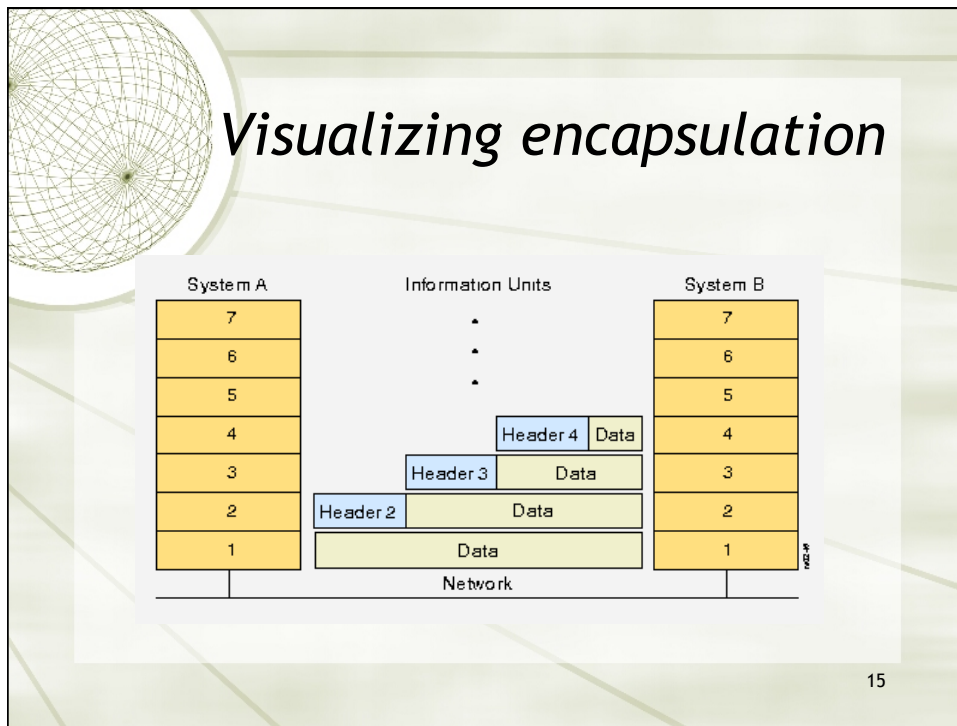 Visualizing encapsulation
System A Information Units System B
7 7
6 6
5 5
4 Header 4 Data 4
3 Header 3 Data 3
2 Header 2 Data 2
1 Data 1
Network
15